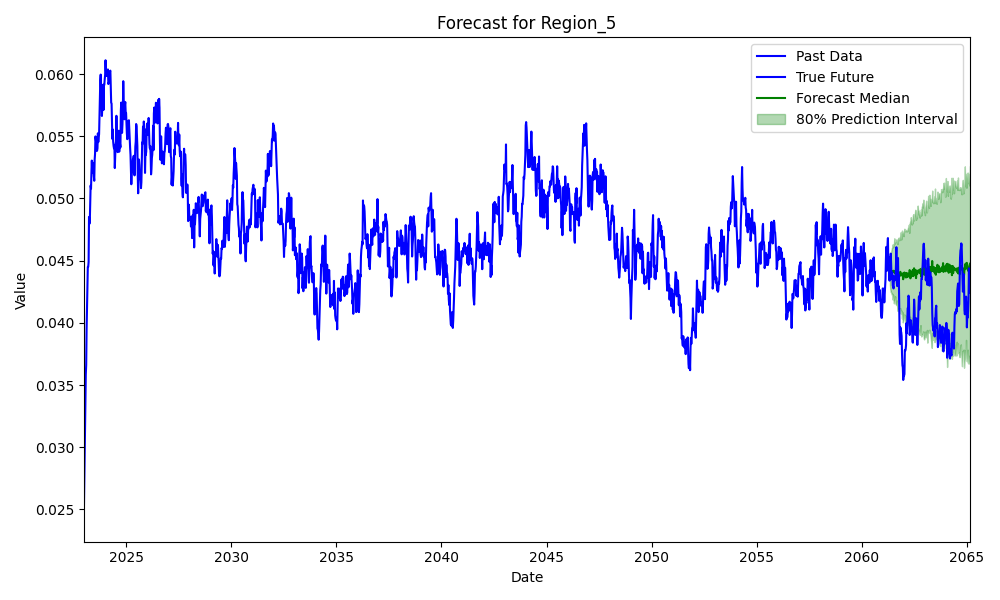 Forecast for Region_5
Past Data
True Future
Forecast Median
80% Prediction Interval
Value
0.060
0.055
0.050
0.045
0.040
0.035
0.030
0.025
2025 2030 2035 2040 2045 2050 2055 2060 2065
Date